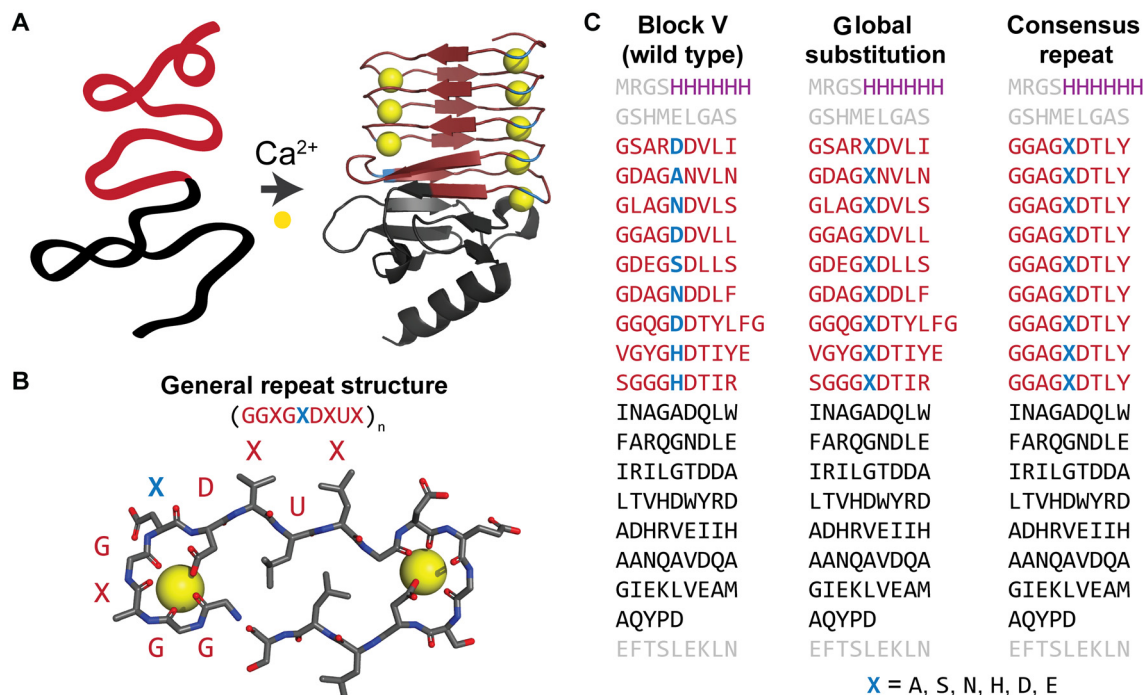 A
Ca²⁺
B
General repeat structure
(GGXGXDXUX)n
X X
X D U
G
X
G G
C
Block V (wild type)
MRGSHHHHHH
GSHMELGAS
GSARDDVLI
GDAGANVLN
GLAGNDVLS
GGAGDDVLL
GDEGSDLLS
GDAGNDDLF
GGQGDDTYLFG
VGYGHDTIYE
SGGGHDTIR
INAGADQLW
FARQGNDLE
IRILGTDDA
LTVHDWYRD
ADHRVEIIH
AANQAVDQA
GIEKLVEAM
AQYPD
EFTSLEKLN
Global substitution
MRGSHHHHHH
GSHMELGAS
GSARXDVLI
GDAGXNVLN
GLAGXDVLS
GGAGXDVLL
GDEGXDLLS
GDAGXDDLF
GGQGXDTYLFG
VGYGXDTIYE
SGGGXDTIR
INAGADQLW
FARQGNDLE
IRILGTDDA
LTVHDWYRD
ADHRVEIIH
AANQAVDQA
GIEKLVEAM
AQYPD
EFTSLEKLN
Consensus repeat
MRGSHHHHHH
GSHMELGAS
GGAGXDTLY
GGAGXDTLY
GGAGXDTLY
GGAGXDTLY
GGAGXDTLY
GGAGXDTLY
GGAGXDTLY
GGAGXDTLY
GGAGXDTLY
INAGADQLW
FARQGNDLE
IRILGTDDA
LTVHDWYRD
ADHRVEIIH
AANQAVDQA
GIEKLVEAM
AQYPD
EFTSLEKLN
X = A, S, N, H, D, E